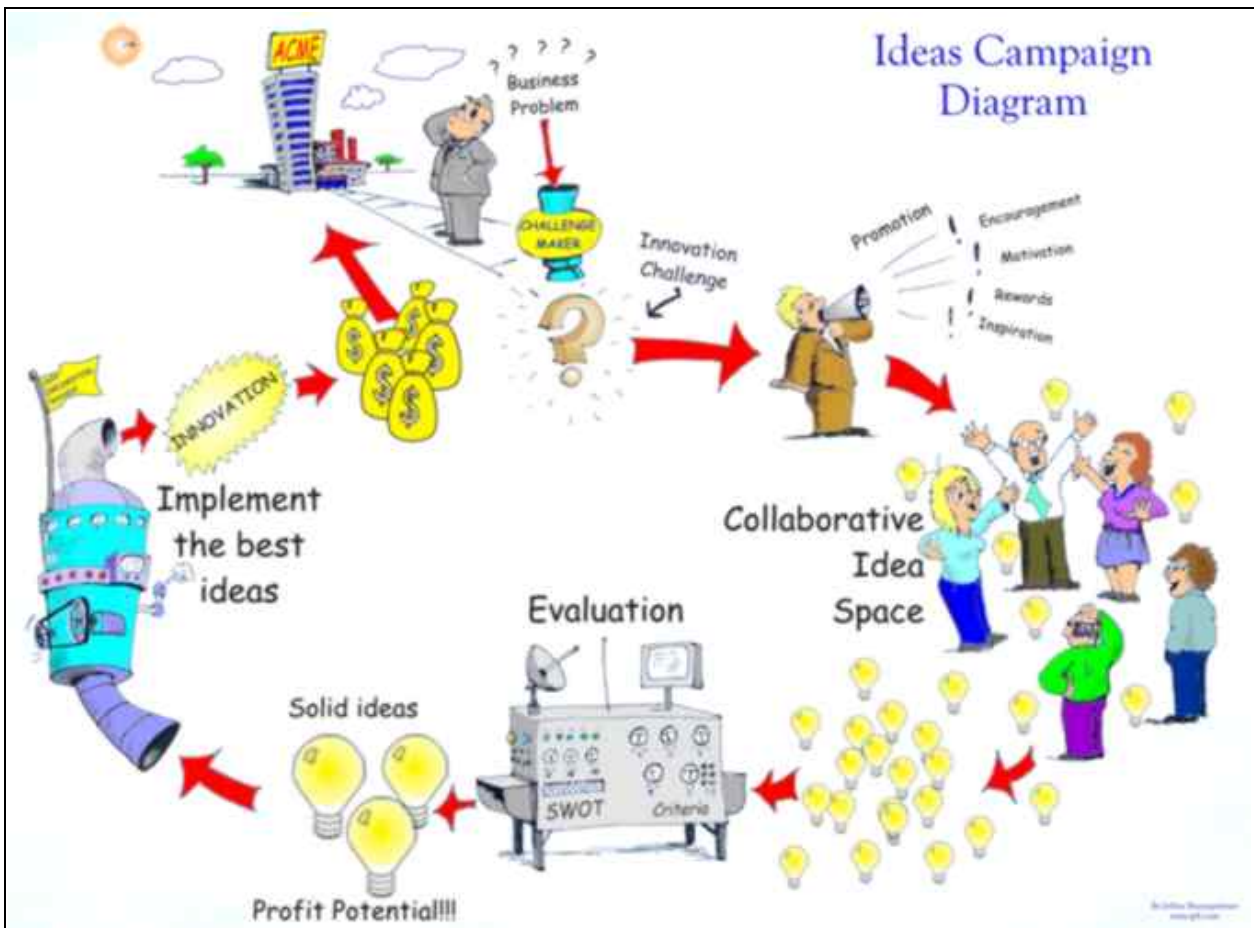 Ideas Campaign
Diagram
ACME
? ? ? ? ?
Business
Problem
CHALLENGE
MAKER
Innovation
Challenge
?
Promotion
! Encouragement
! Motivation
! Rewards
! Inspiration
Collaborative
Idea
Space
Evaluation
SWOT
Criteria
Solid ideas
Profit Potential!!!
Implement
the best
ideas
INNOVATION
$
$
$
$
$